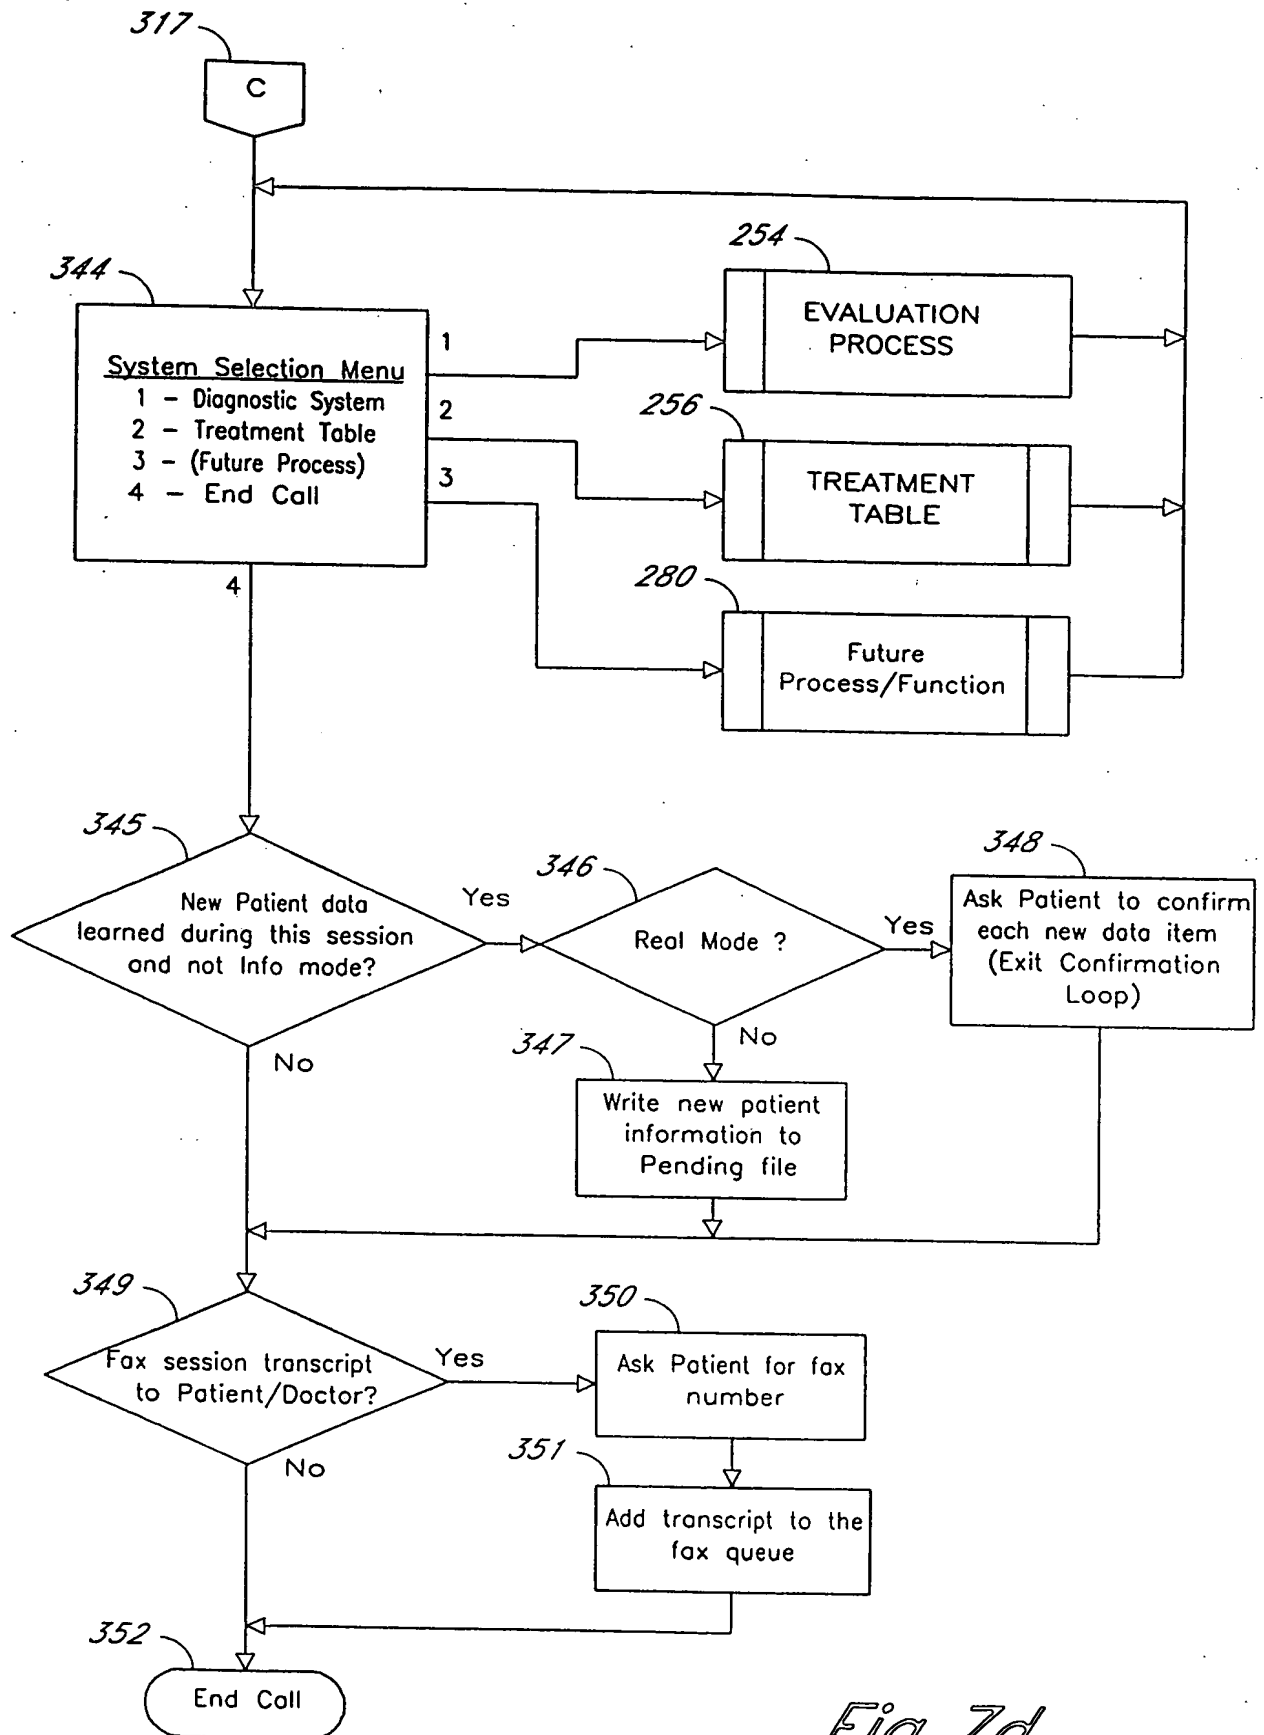 317
C
254
344
EVALUATION
PROCESS
1
System Selection Menu
1 – Diagnostic System
2 – Treatment Table
3 – (Future Process)
4 – End Call
2
256
3
TREATMENT
TABLE
280
4
Future
Process/Function
345
New Patient data
learned during this session
and not Info mode?
Yes
346
Real Mode ?
Yes
348
Ask Patient to confirm
each new data item
(Exit Confirmation
Loop)
No
No
347
Write new patient
information to
Pending file
349
Fax session transcript
to Patient/Doctor?
Yes
350
Ask Patient for fax
number
No
351
Add transcript to the
fax queue
352
End Call
Fig. 7d